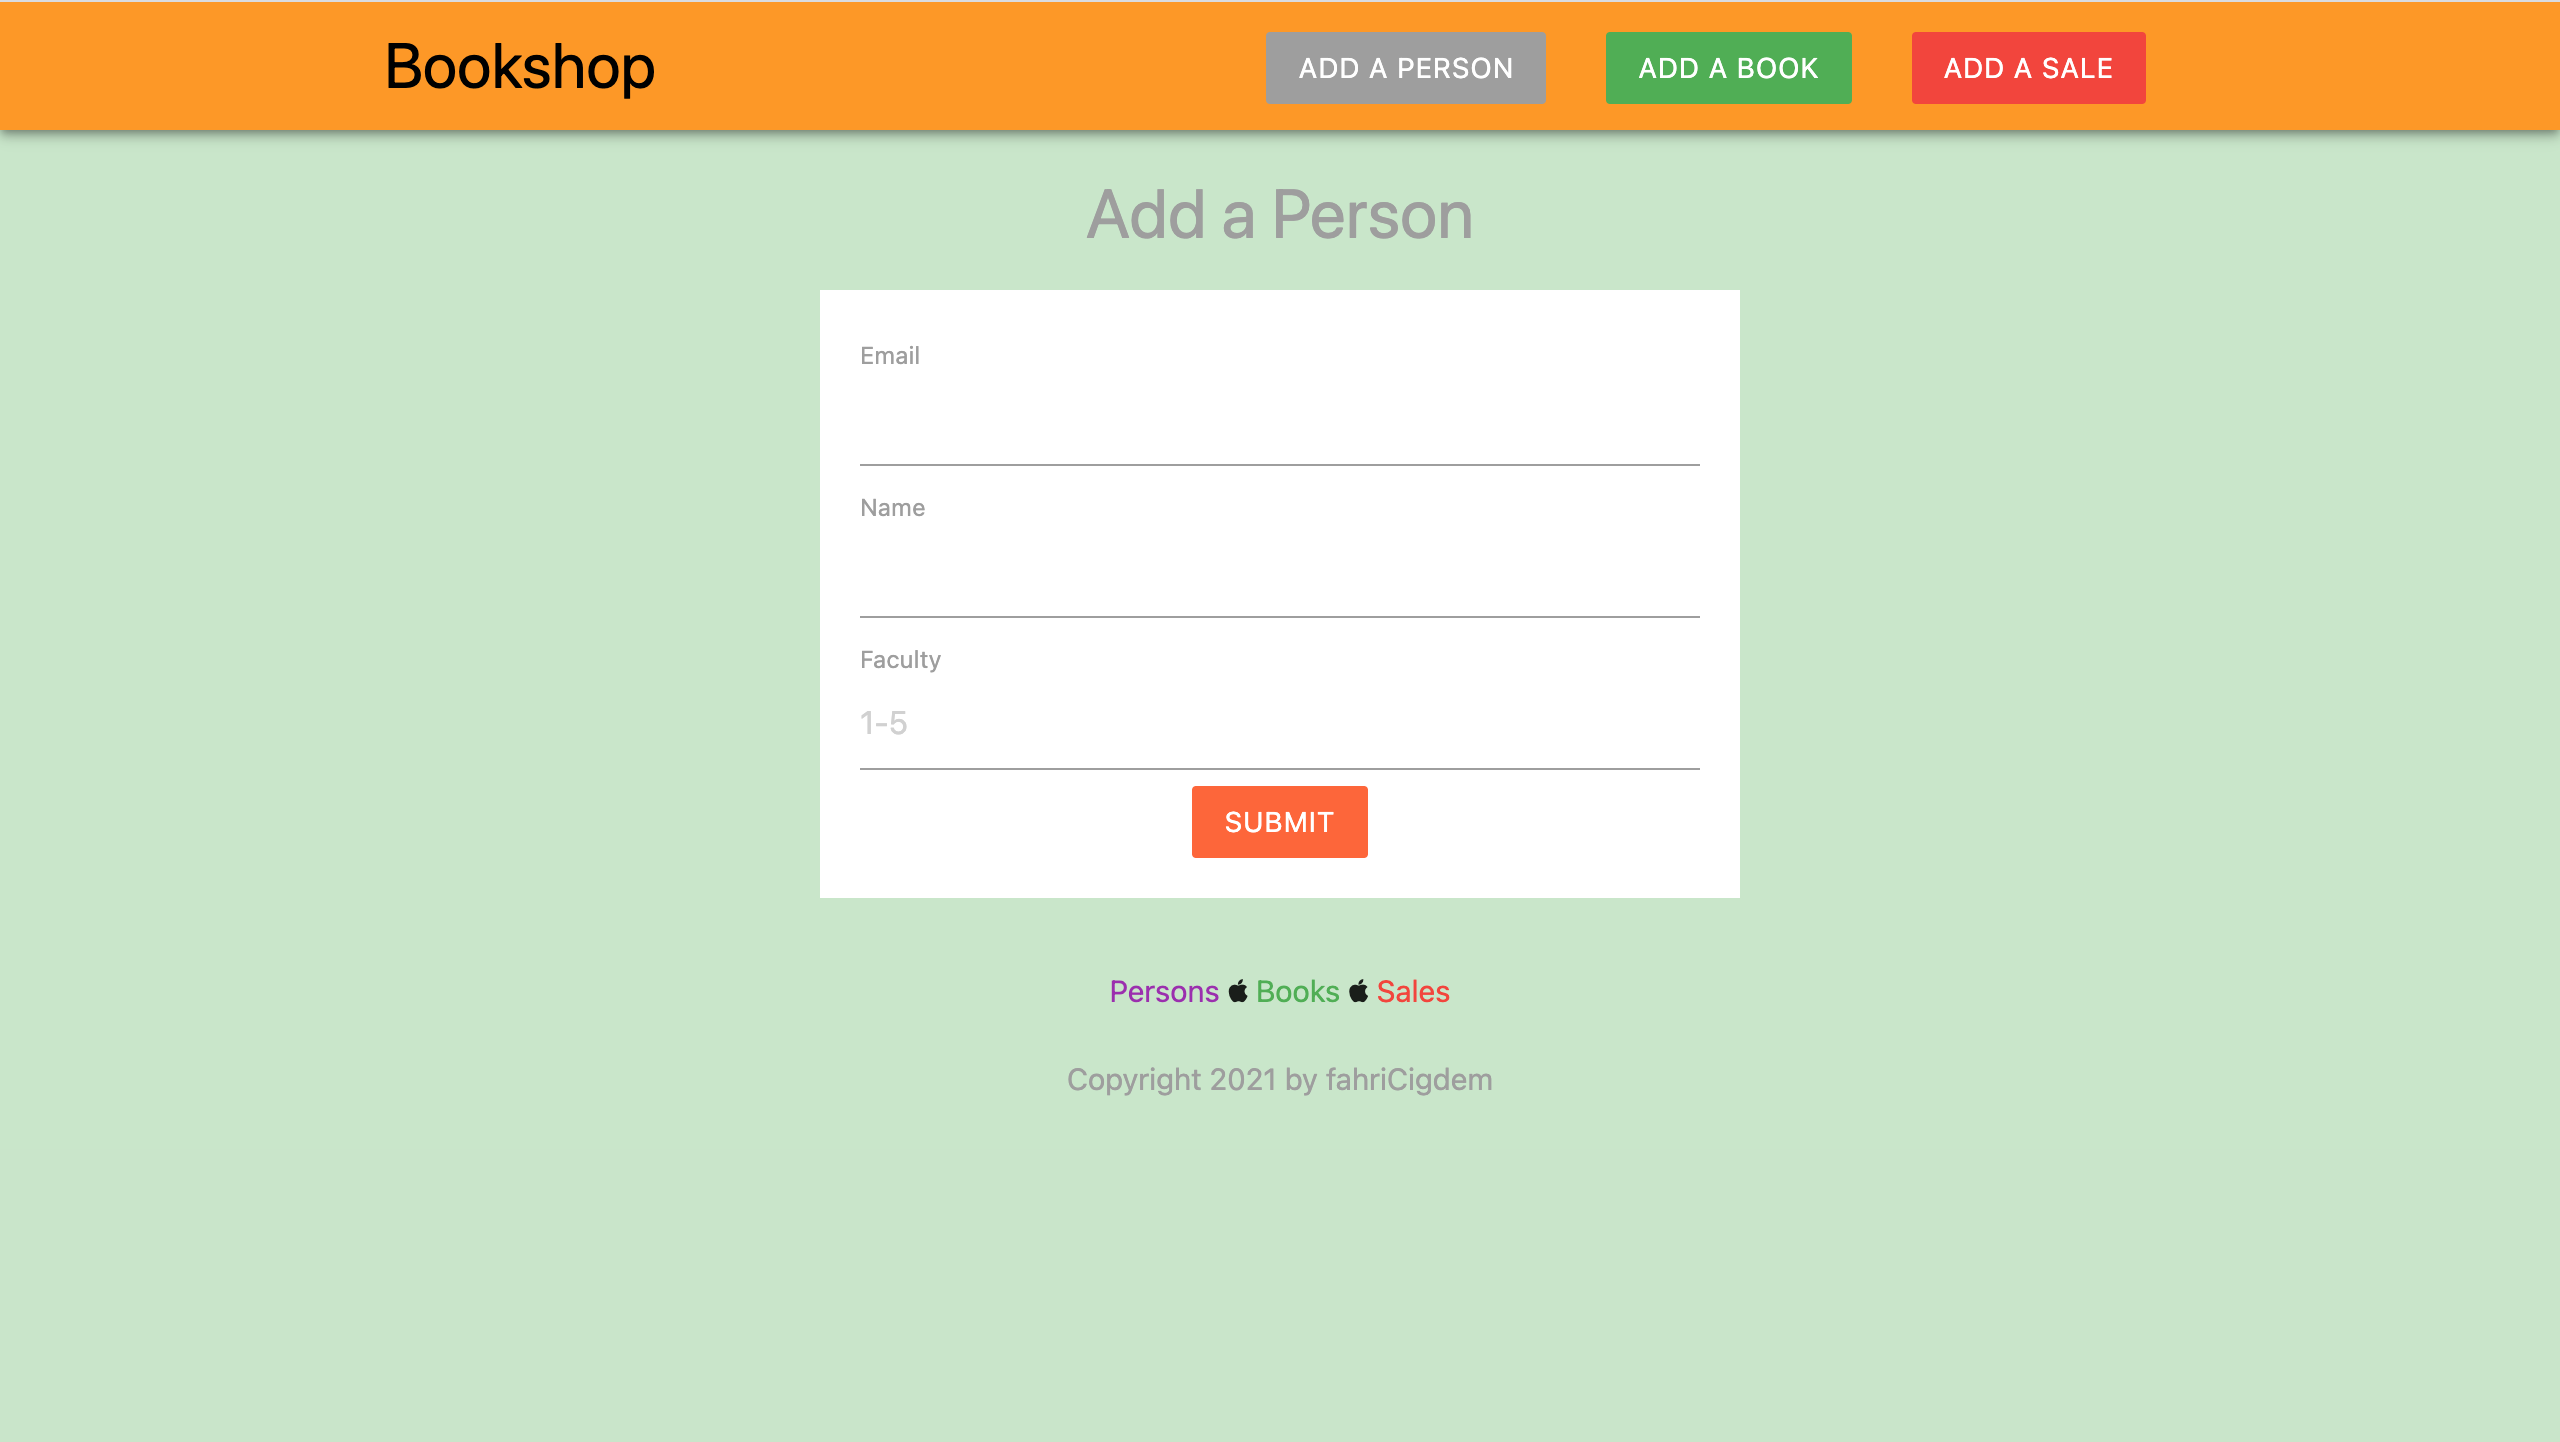 Bookshop
ADD A PERSON
ADD A BOOK
ADD A SALE
Add a Person
Email
Name
Faculty
1-5
SUBMIT
Persons Books Sales
Copyright 2021 by fahriCigdem